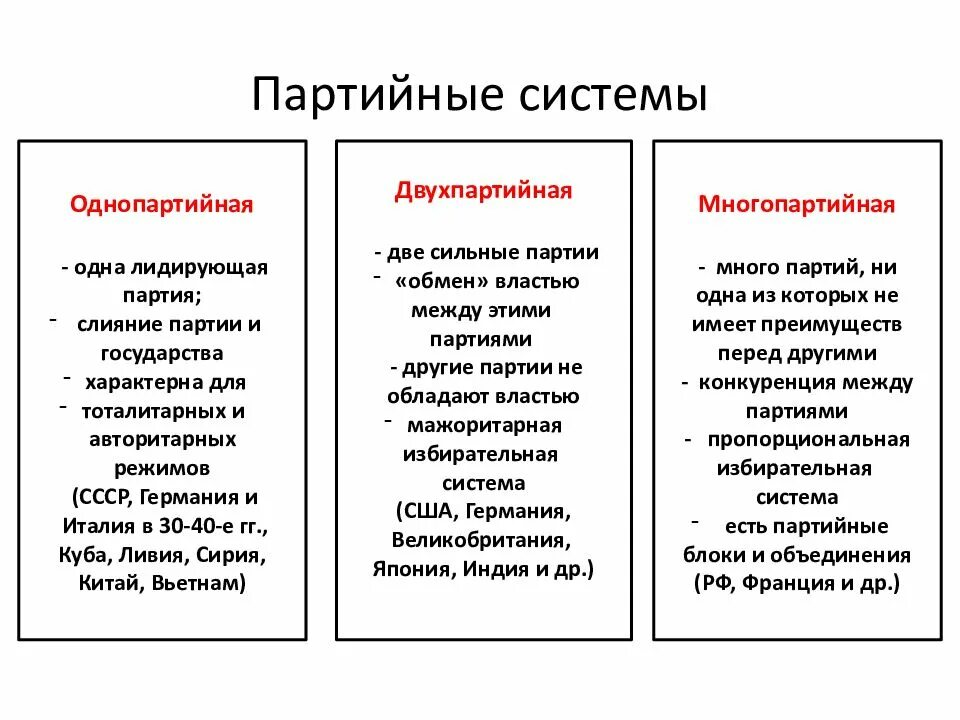 Партийные системы
Однопартийная
- одна лидирующая
партия;
- слияние партии и
государства
- характерна для
- тоталитарных и
авторитарных
режимов
(СССР, Германия и
Италия в 30-40-е гг.,
Куба, Ливия, Сирия,
Китай, Вьетнам)
Двухпартийная
- две сильные партии
- «обмен» властью
между этими
партиями
- другие партии не
обладают властью
- мажоритарная
избирательная
система
(США, Германия,
Великобритания,
Япония, Индия и др.)
Многопартийная
- много партий, ни
одна из которых не
имеет преимуществ
перед другими
- конкуренция между
партиями
- пропорциональная
избирательная
система
- есть партийные
блоки и объединения
(РФ, Франция и др.)